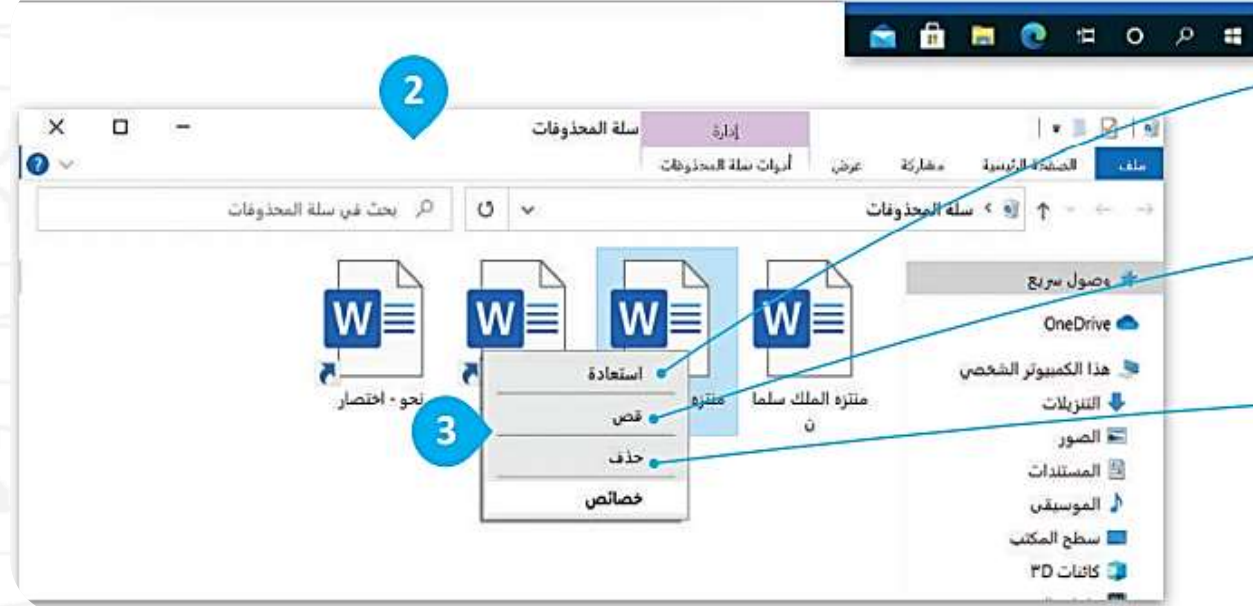 2
سلة المحذوفات
إدارة
ملف
الصفحة الرئيسية
مشاركة
عرض
أدوات سلة المحذوفات
سلة المحذوفات
بحث في سلة المحذوفات
وصول سريع
OneDrive
هذا الكمبيوتر الشخصي
التنزيلات
الصور
المستندات
الموسيقى
سطح المكتب
كائنات ٣D
منتزه الملك سلما
ن
منتزه
نحو - اختصار
3
استعادة
قص
حذف
خصائص